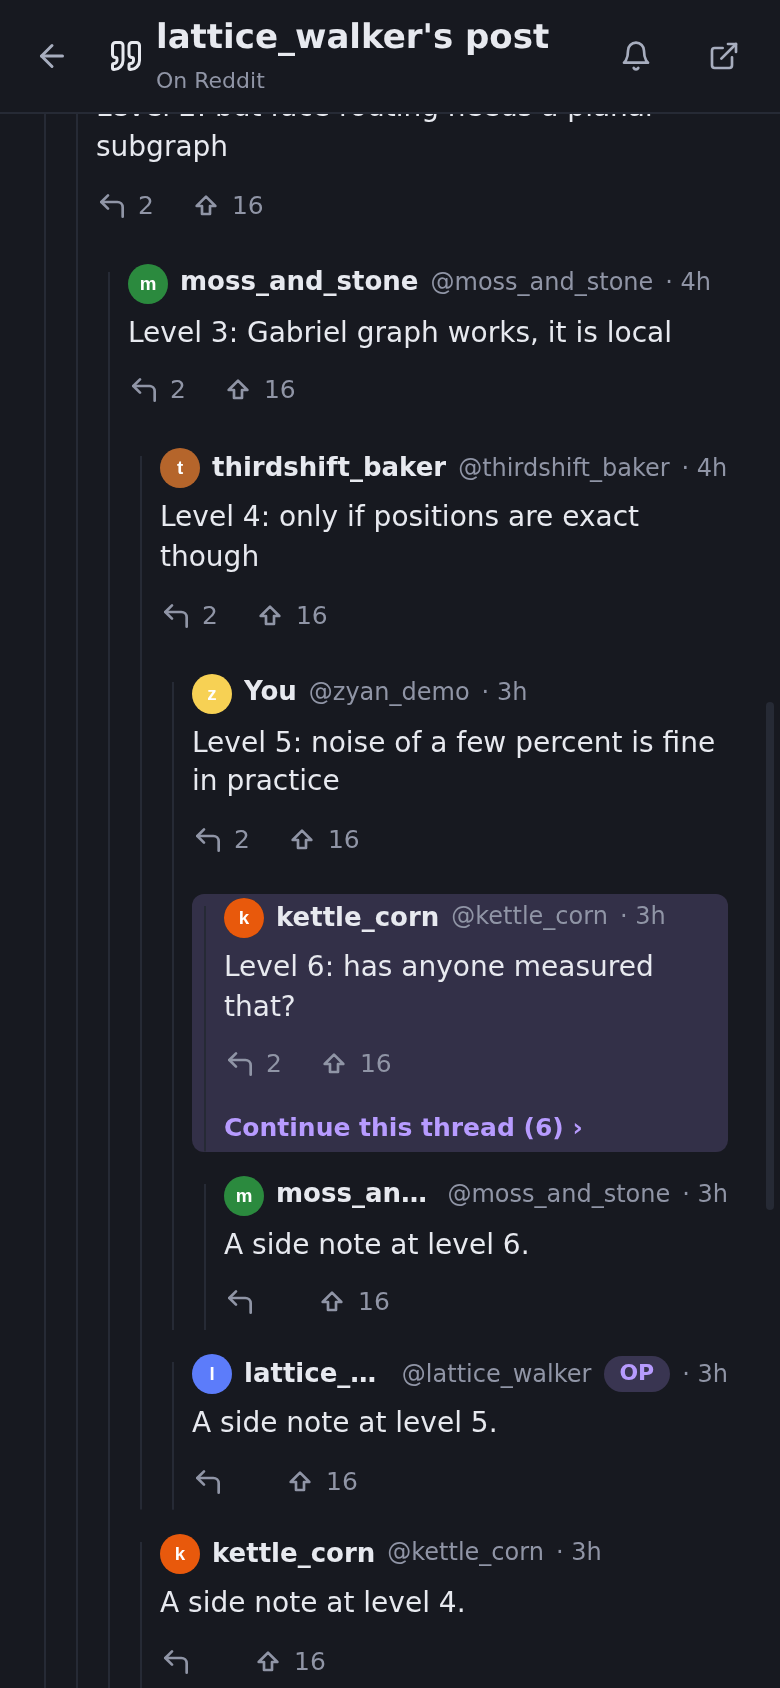 lattice_walker's post
On Reddit
subgraph
2 16
m moss_and_stone @moss_and_stone · 4h
Level 3: Gabriel graph works, it is local
2 16
t thirdshift_baker @thirdshift_baker · 4h
Level 4: only if positions are exact
though
2 16
z You @zyan_demo · 3h
Level 5: noise of a few percent is fine
in practice
2 16
k kettle_corn @kettle_corn · 3h
Level 6: has anyone measured
that?
2 16
Continue this thread (6) ›
m moss_an... @moss_and_stone · 3h
A side note at level 6.
16
l lattice_... @lattice_walker OP · 3h
A side note at level 5.
16
k kettle_corn @kettle_corn · 3h
A side note at level 4.
16